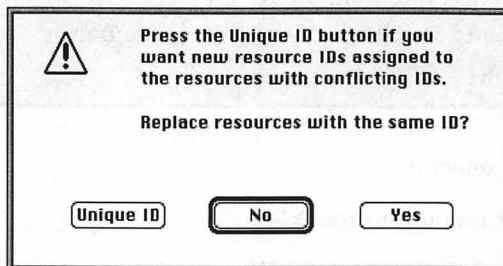 Press the Unique ID button if you
want new resource IDs assigned to
the resources with conflicting IDs.
Replace resources with the same ID?
Unique ID
No
Yes